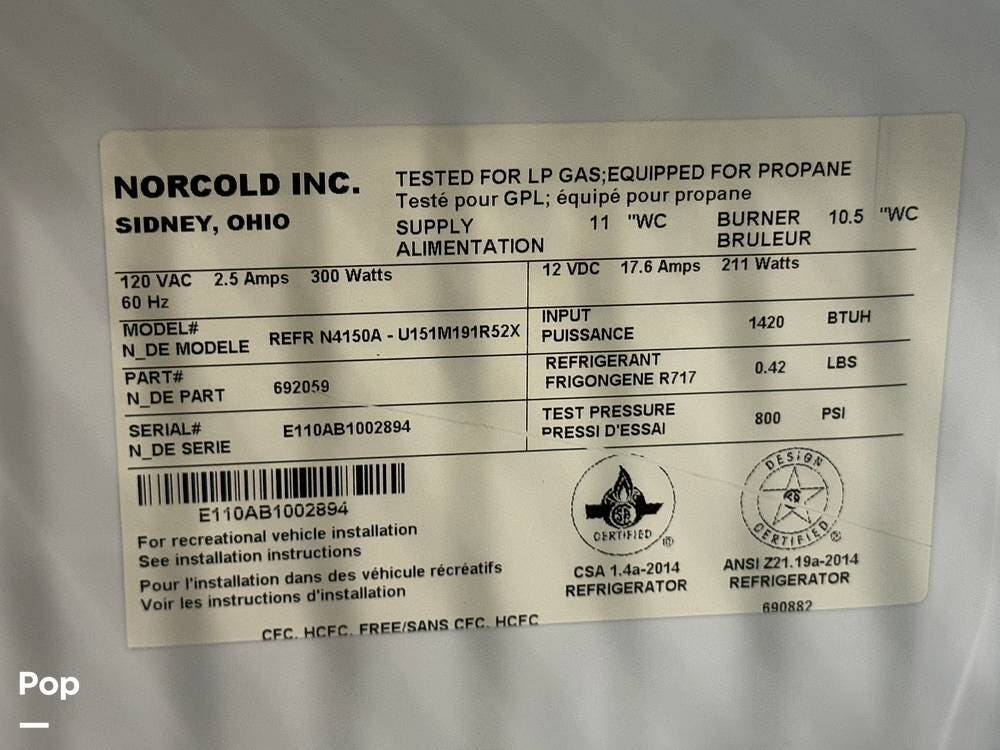 NORCOLD INC.
SIDNEY, OHIO
TESTED FOR LP GAS;EQUIPPED FOR PROPANE
Testé pour GPL; équipé pour propane
SUPPLY 11 "WC BURNER 10.5 "WC
ALIMENTATION BRULEUR
120 VAC 2.5 Amps 300 Watts
60 Hz
12 VDC 17.6 Amps 211 Watts
MODEL#
N_DE MODELE REFR N4150A - U151M191R52X
INPUT
PUISSANCE 1420 BTUH
PART#
N_DE PART 692059
REFRIGERANT
FRIGONGENE R717 0.42 LBS
SERIAL#
N_DE SERIE E110AB1002894
TEST PRESSURE
PRESSI D'ESSAI 800 PSI
E110AB1002894
For recreational vehicle installation
See installation instructions
Pour l'installation dans des véhicule récréatifs
Voir les instructions d'installation
CFC, HCFC, FREE/SANS CFC, HCFC
CERTIFIED ®
CSA 1.4a-2014
REFRIGERATOR
DESIGN
CERTIFIED ®
ANSI Z21.19a-2014
REFRIGERATOR
690882
Pop